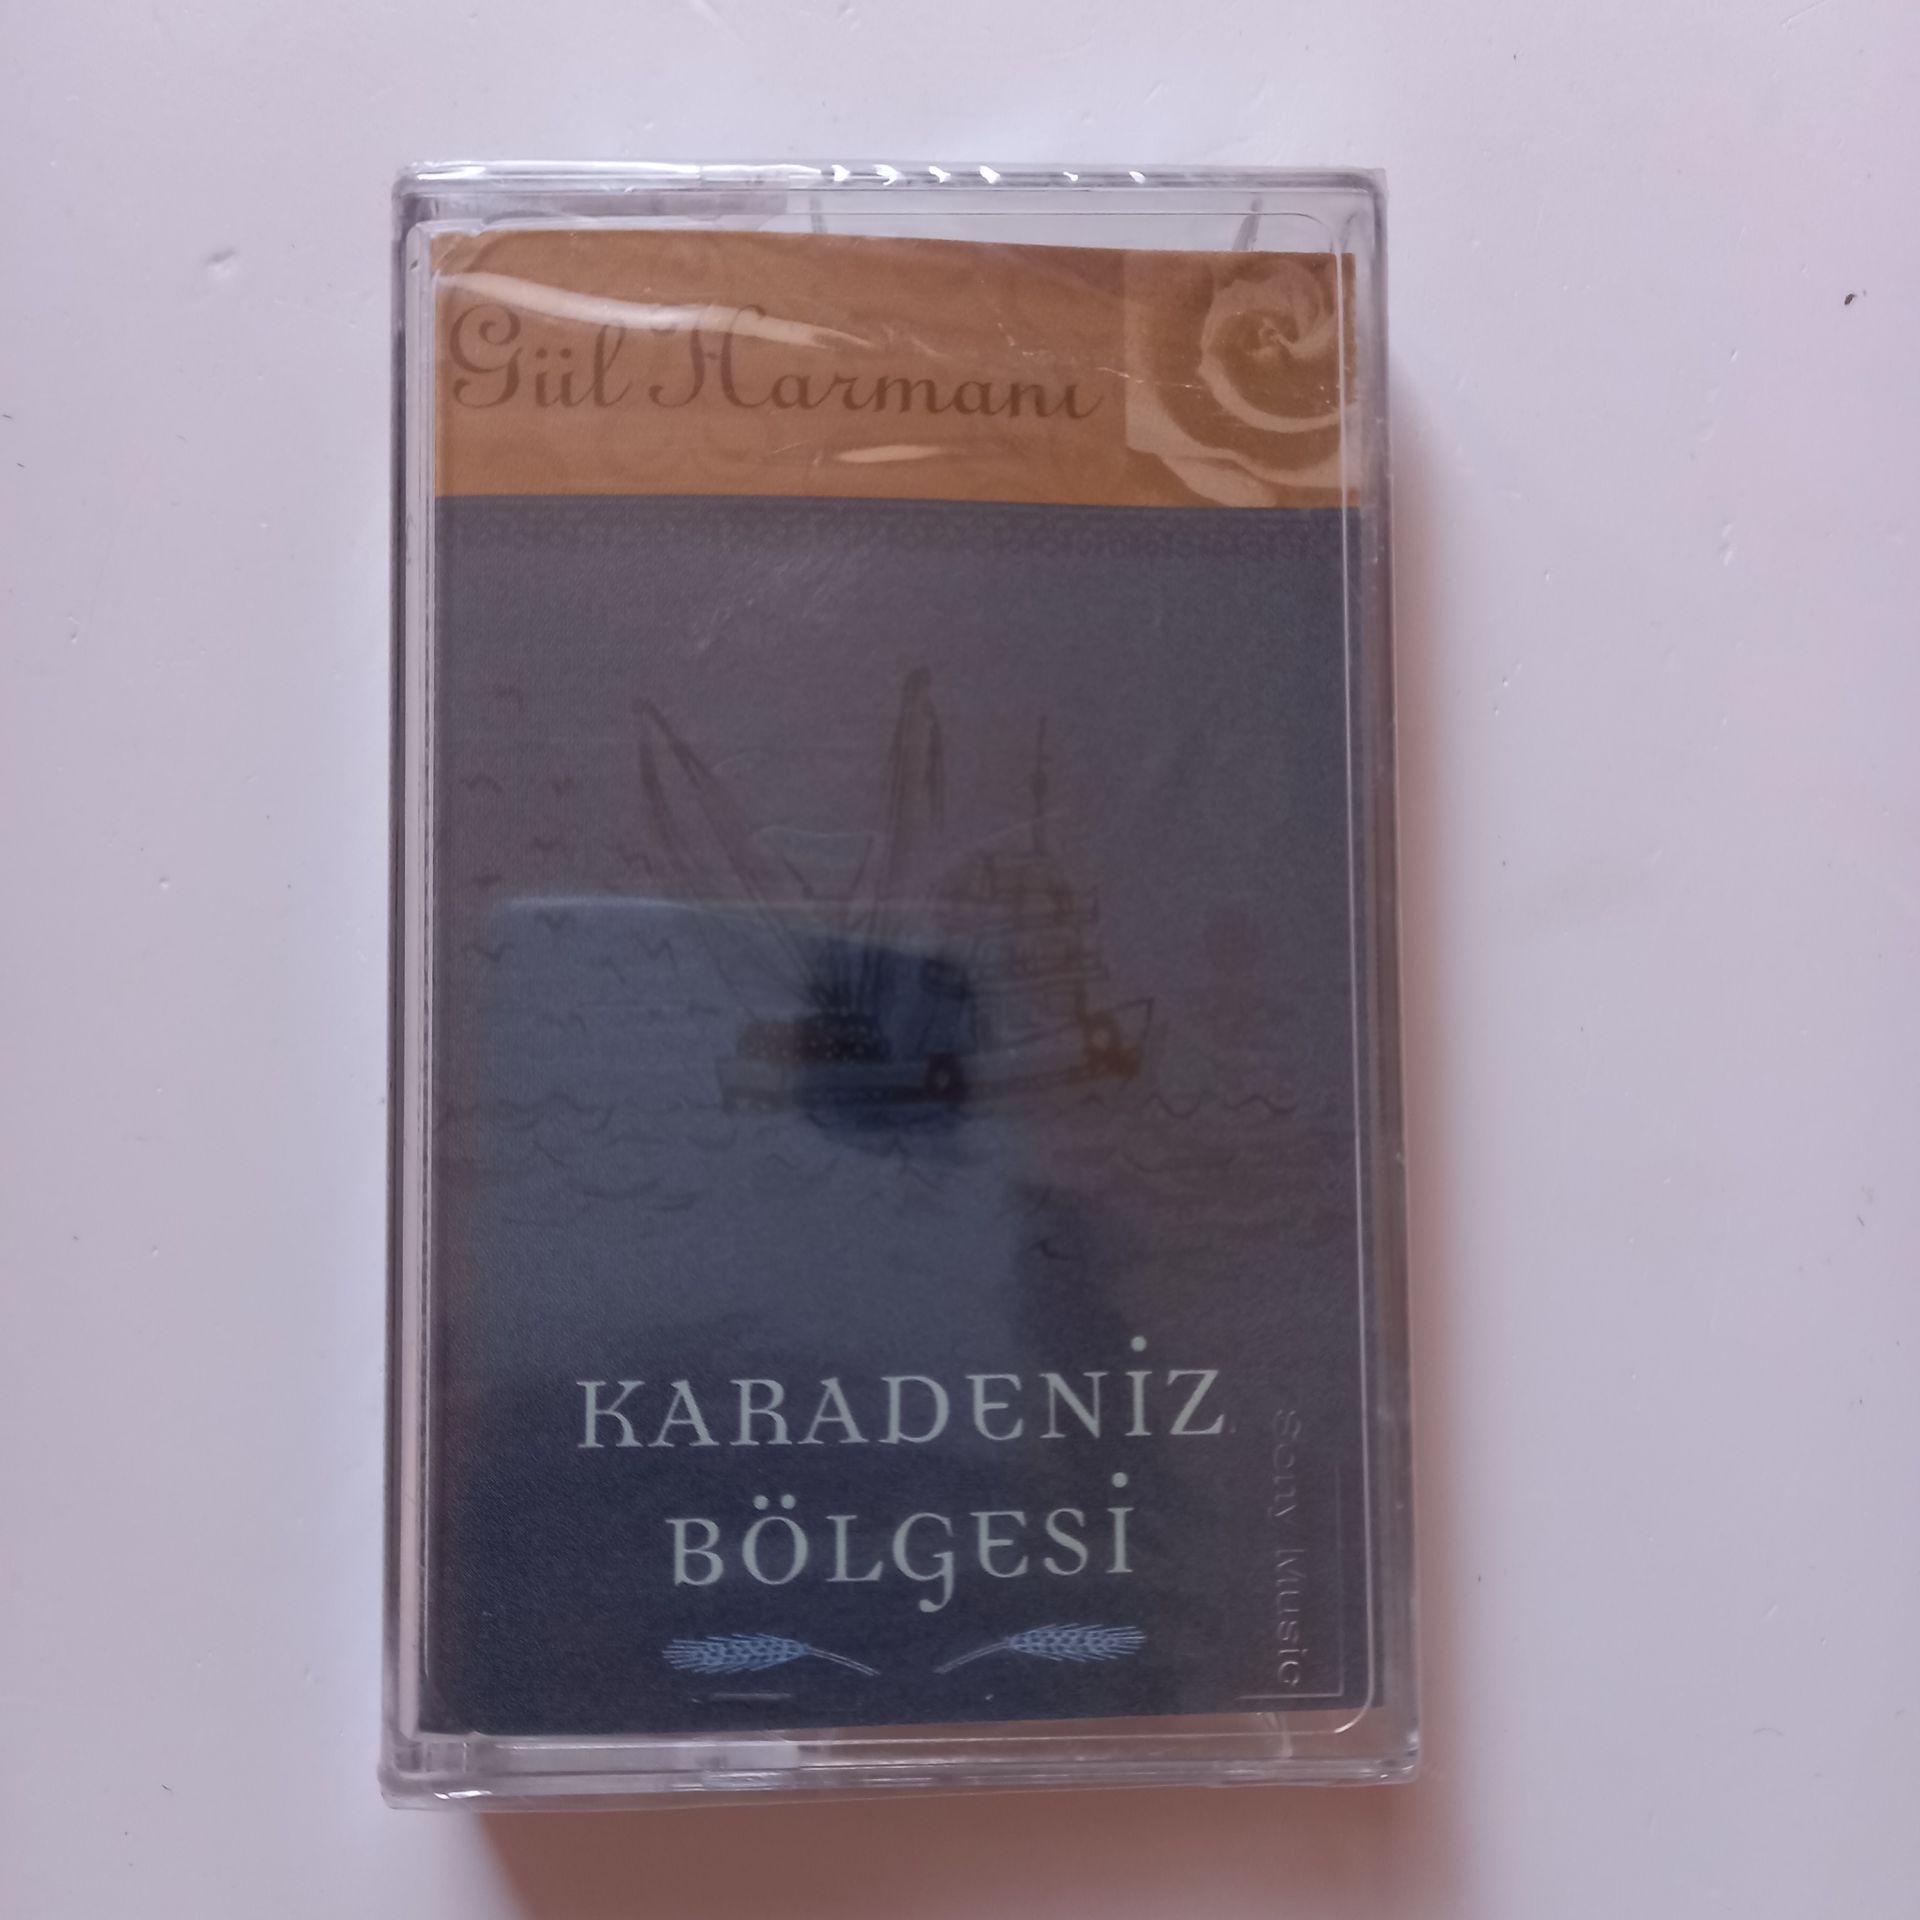 Gül Harmanı
KARADENİZ
BÖLGESİ
Sony Music